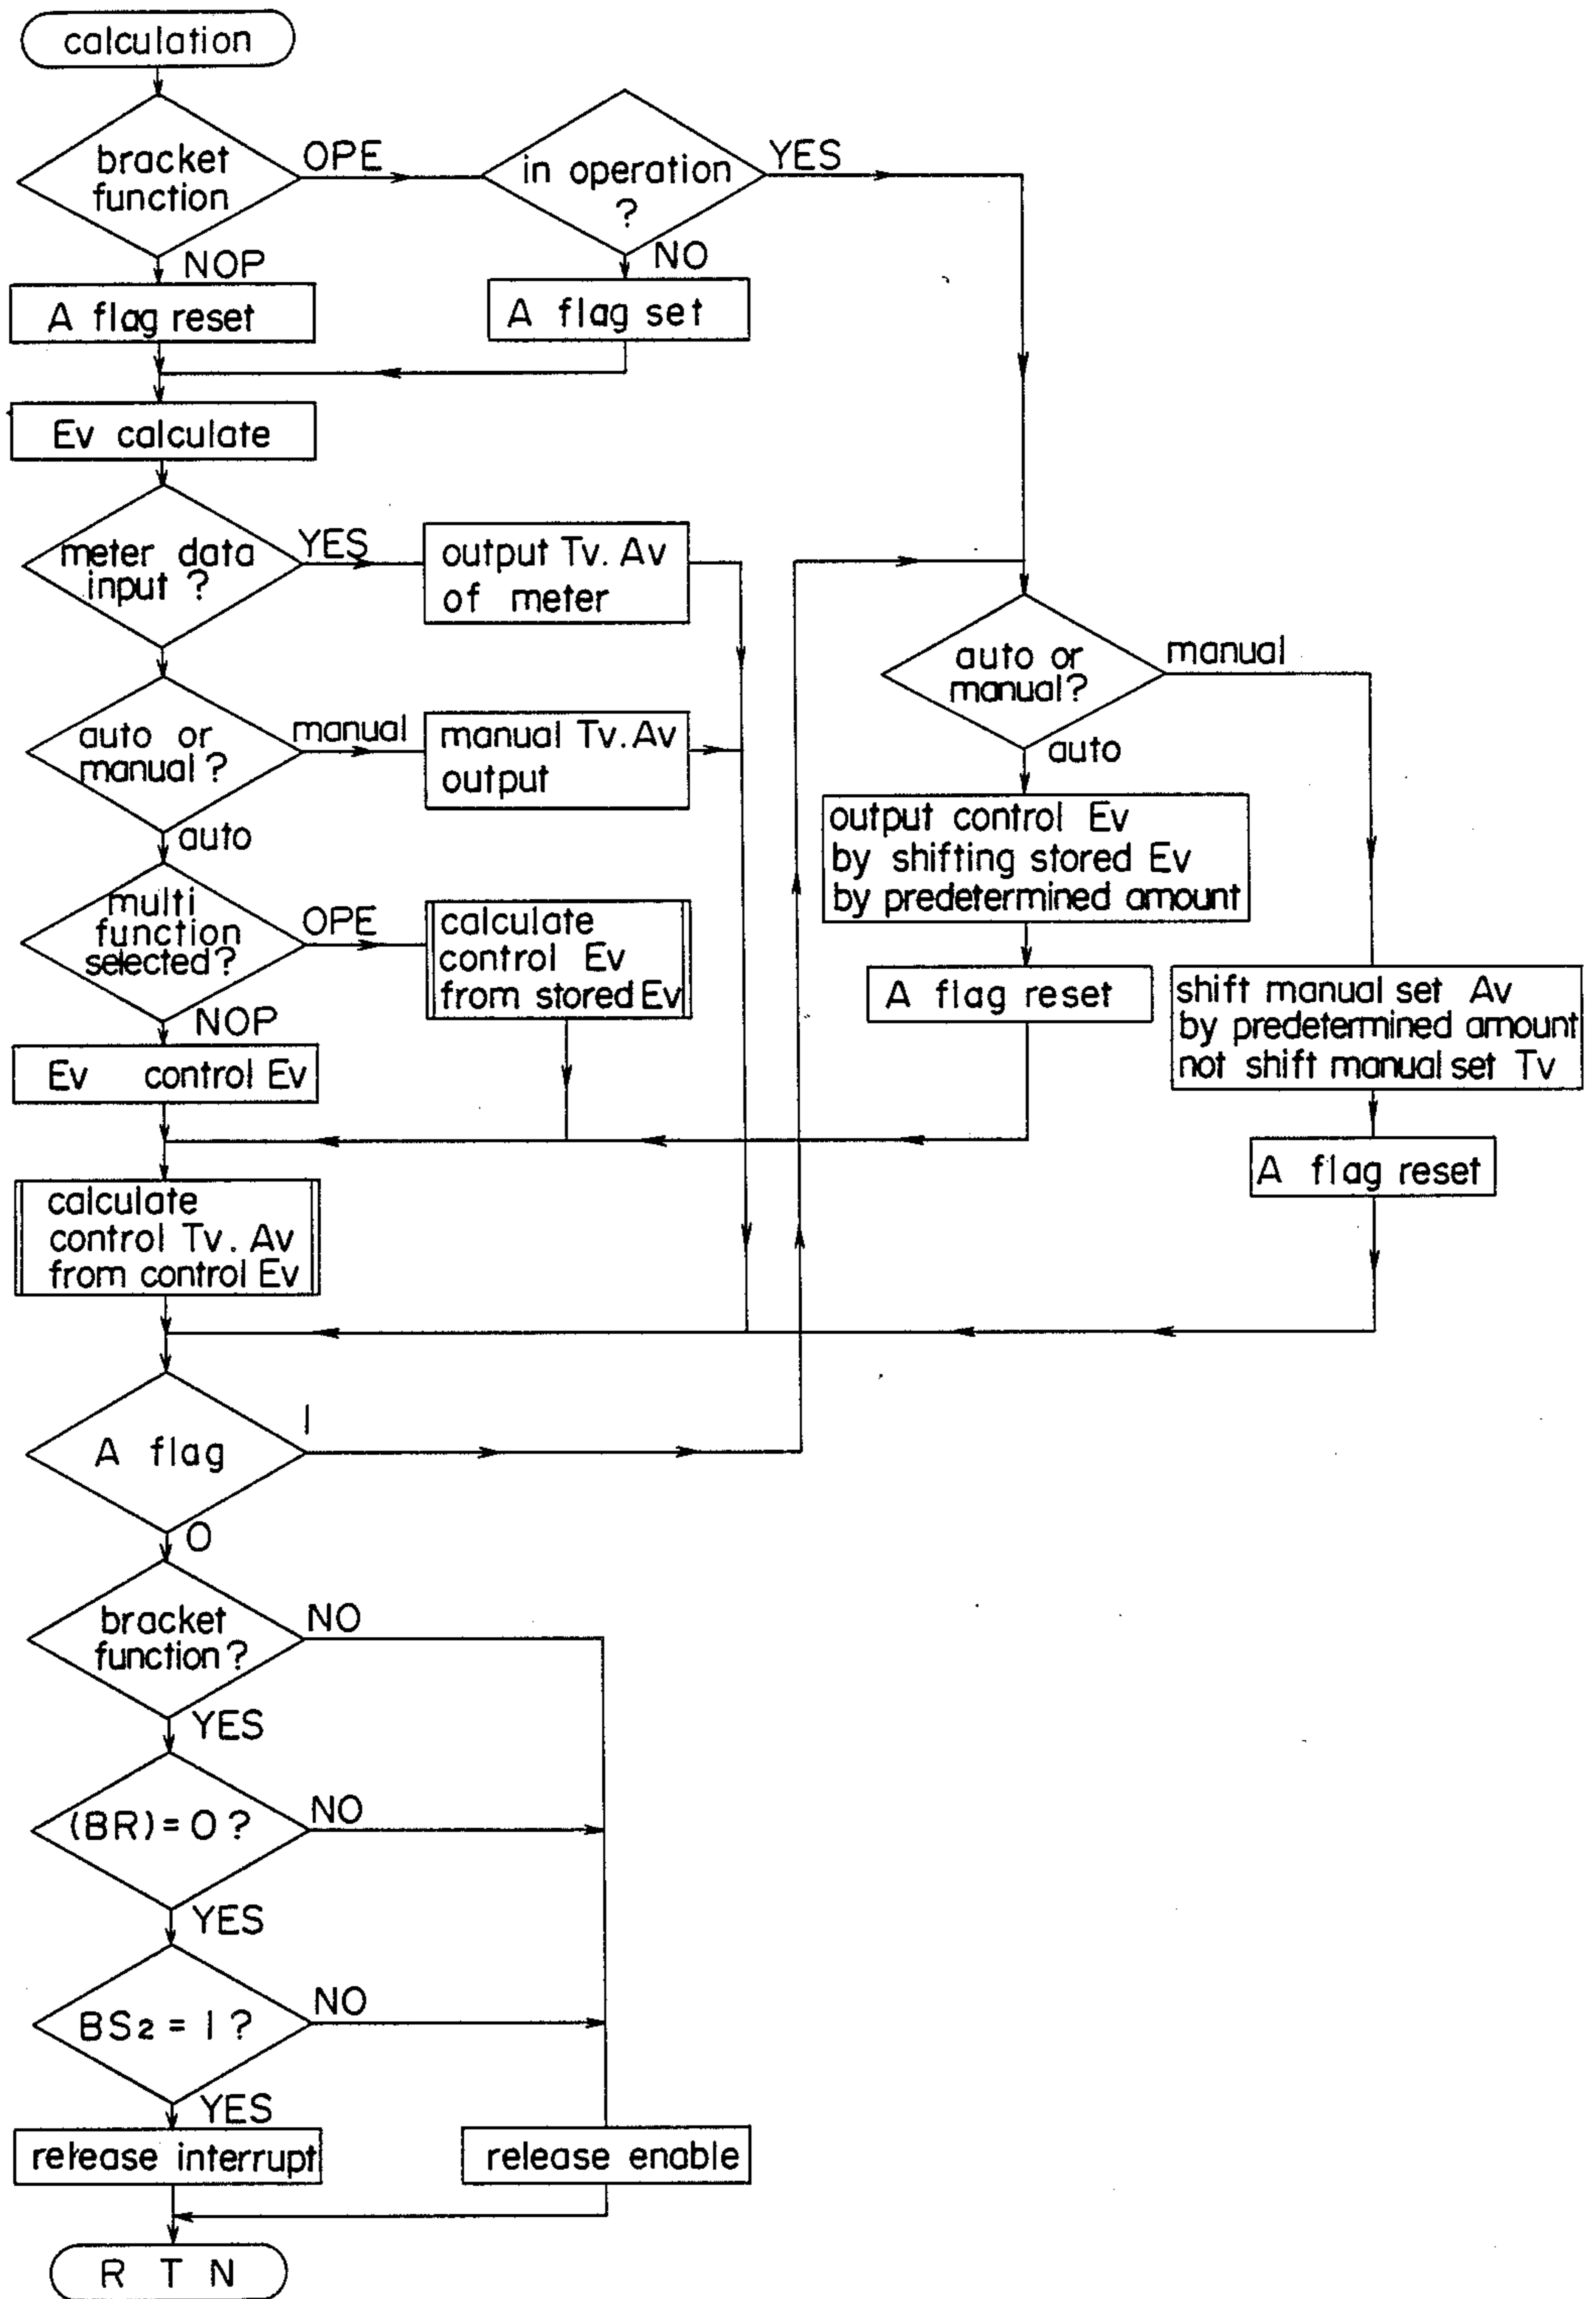 calculation
bracket
function
OPE
in operation
?
YES
NOP
NO
A flag reset
A flag set
Ev calculate
meter data
input ?
YES
output Tv. Av
of meter
auto or
manual ?
manual
manual Tv. Av
output
auto
multi
function
selected?
OPE
calculate
control Ev
from stored Ev
NOP
Ev control Ev
calculate
control Tv. Av
from control Ev
auto or
manual?
manual
auto
output control Ev
by shifting stored Ev
by predetermined amount
A flag reset
shift manual set Av
by predetermined amount
not shift manual set Tv
A flag reset
A flag
1
0
bracket
function?
NO
YES
(BR) = 0 ?
NO
YES
BS2 = 1 ?
NO
YES
release interrupt
release enable
R T N